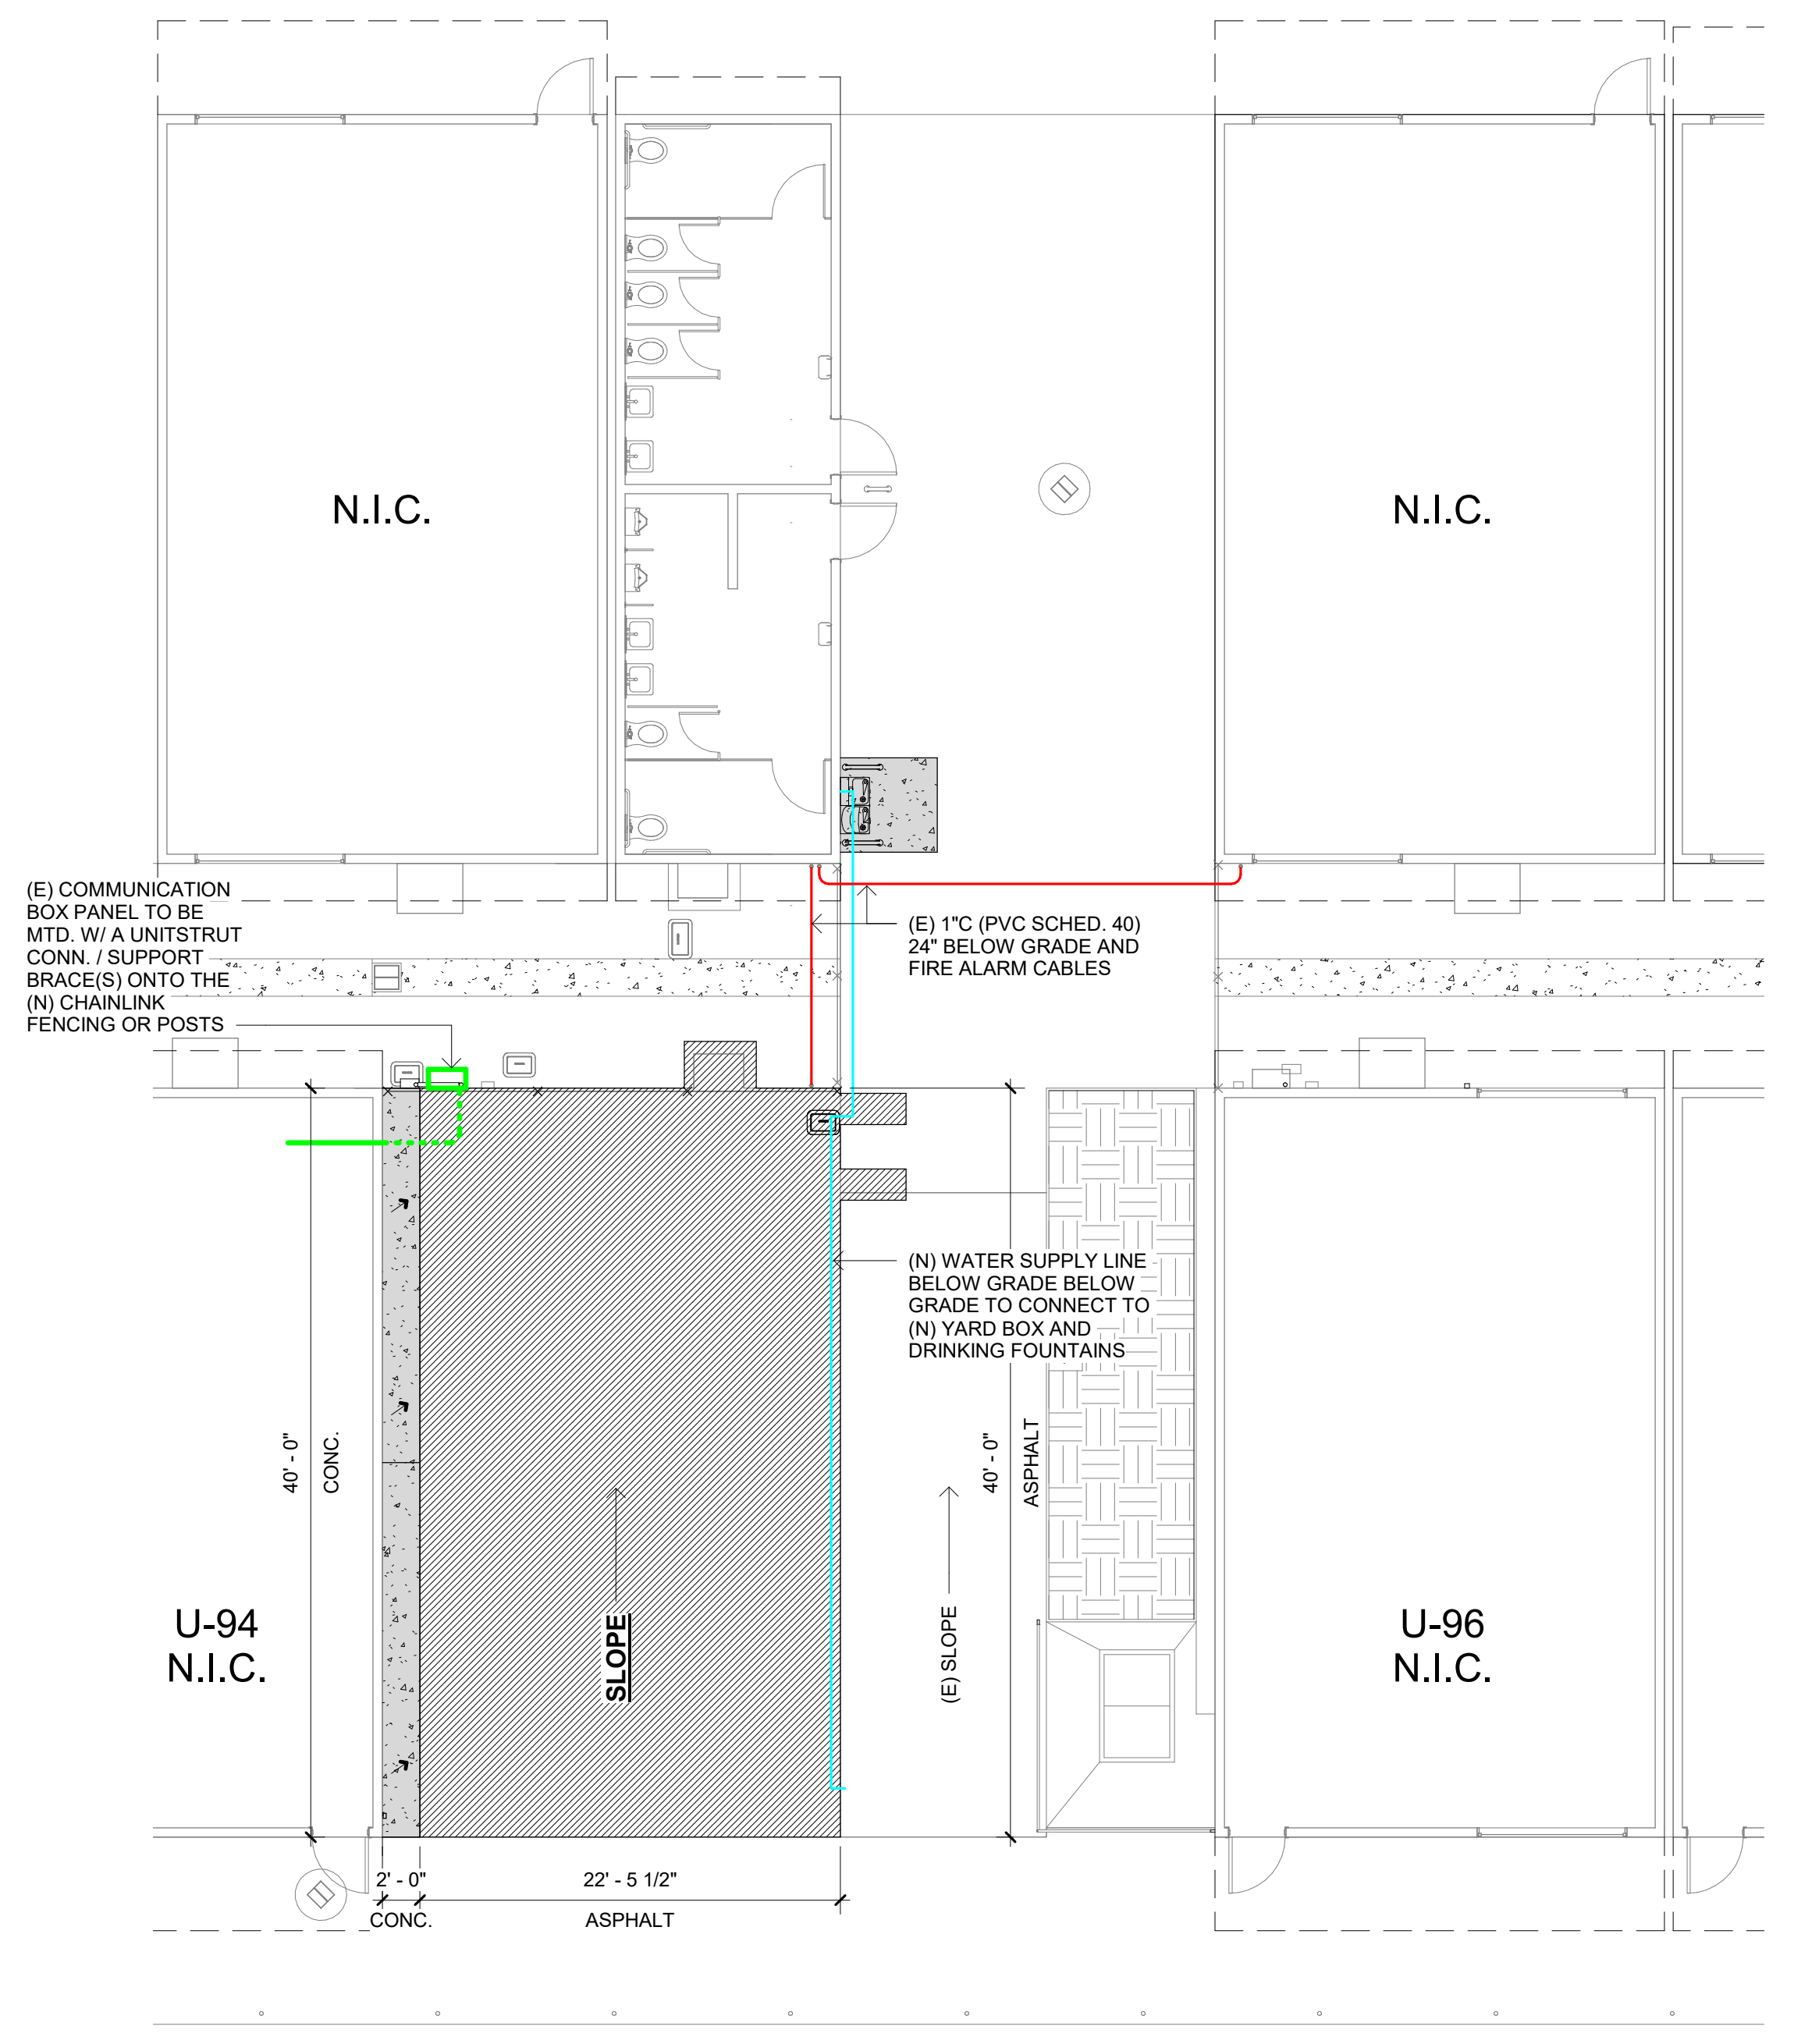 N.I.C.
N.I.C.
(E) COMMUNICATION
BOX PANEL TO BE
MTD. W/ A UNITSTRUT
CONN. / SUPPORT
BRACE(S) ONTO THE
(N) CHAINLINK
FENCING OR POSTS
(E) 1"C (PVC SCHED. 40)
24" BELOW GRADE AND
FIRE ALARM CABLES
(N) WATER SUPPLY LINE
BELOW GRADE BELOW
GRADE TO CONNECT TO
(N) YARD BOX AND
DRINKING FOUNTAINS
40' - 0"
CONC.
40' - 0"
ASPHALT
SLOPE
(E) SLOPE
U-94
N.I.C.
U-96
N.I.C.
2' - 0"
22' - 5 1/2"
CONC.
ASPHALT